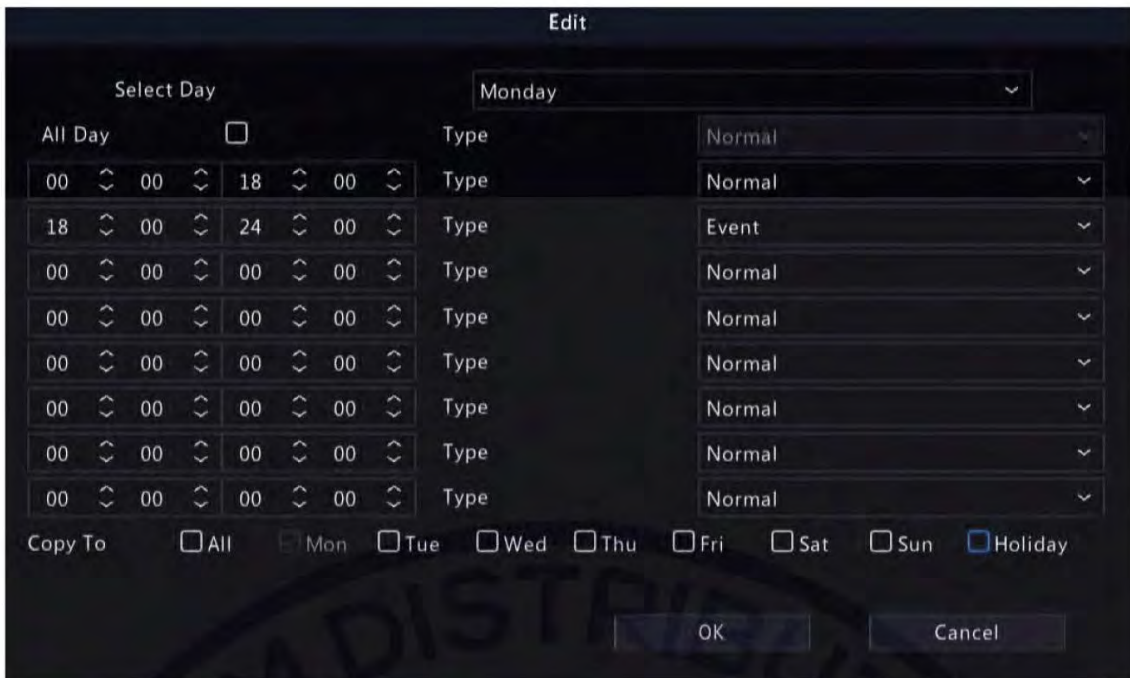 Edit
Select Day Monday
All Day Type Normal
00 00 18 00 Type Normal
18 00 24 00 Type Event
00 00 00 00 Type Normal
00 00 00 00 Type Normal
00 00 00 00 Type Normal
00 00 00 00 Type Normal
00 00 00 00 Type Normal
00 00 00 00 Type Normal
Copy To All Mon Tue Wed Thu Fri Sat Sun Holiday
OK Cancel